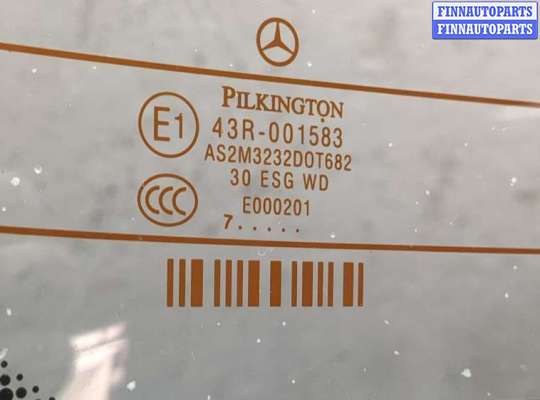 FINNAUTOPARTS
FINNAUTOPARTS
PILKINGTON
E1
43R-001583
AS2M3232DOT682
30 ESG WD
CCC
E000201
7.....